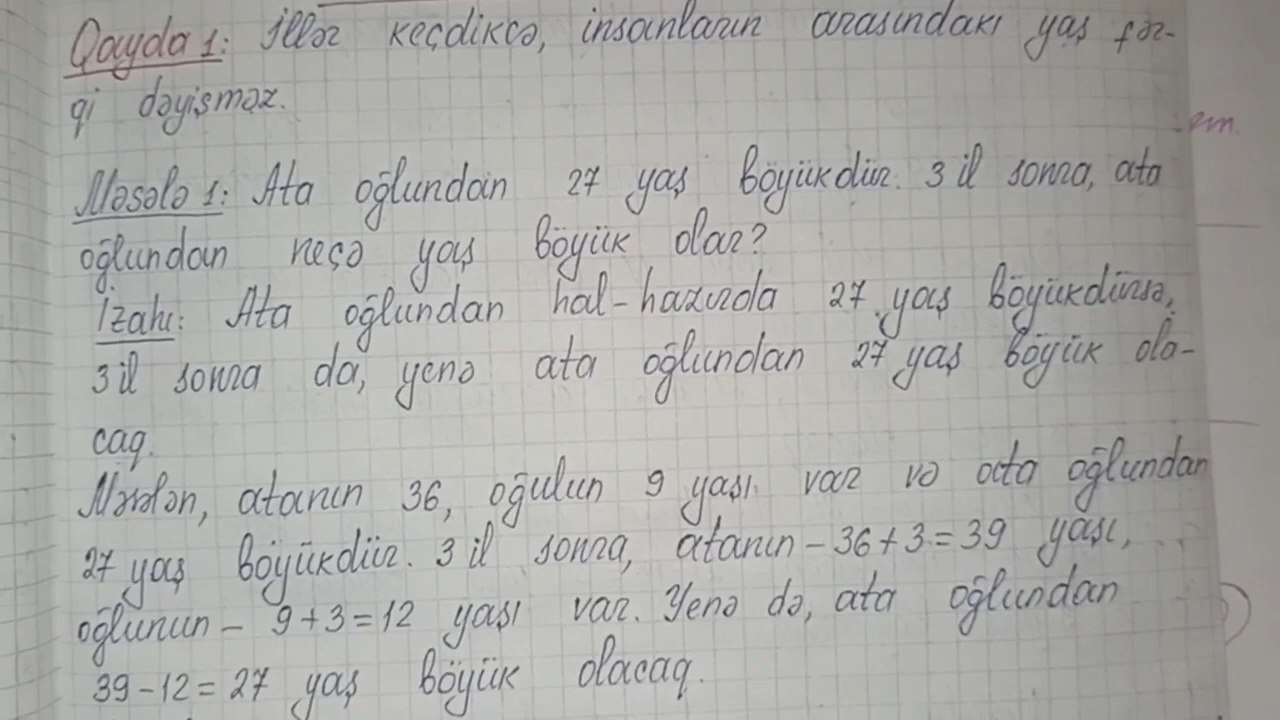 Qayda 1: İllər keçdikcə, insanların arasındakı yaş fər-
qi dəyişməz.
Məsələ 1: Ata oğlundan 27 yaş böyükdür. 3 il sonra, ata
oğlundan neçə yaş böyük olar?
İzahı: Ata oğlundan hal-hazırda 27 yaş böyükdürsə,
3 il sonra da, yenə ata oğlundan 27 yaş böyük ola-
caq.
Məsələn, atanın 36, oğulun 9 yaşı var və ata oğlundan
27 yaş böyükdür. 3 il sonra, atanın - 36+3=39 yaşı,
oğlunun - 9+3=12 yaşı var. Yenə də, ata oğlundan
39-12=27 yaş böyük olacaq.